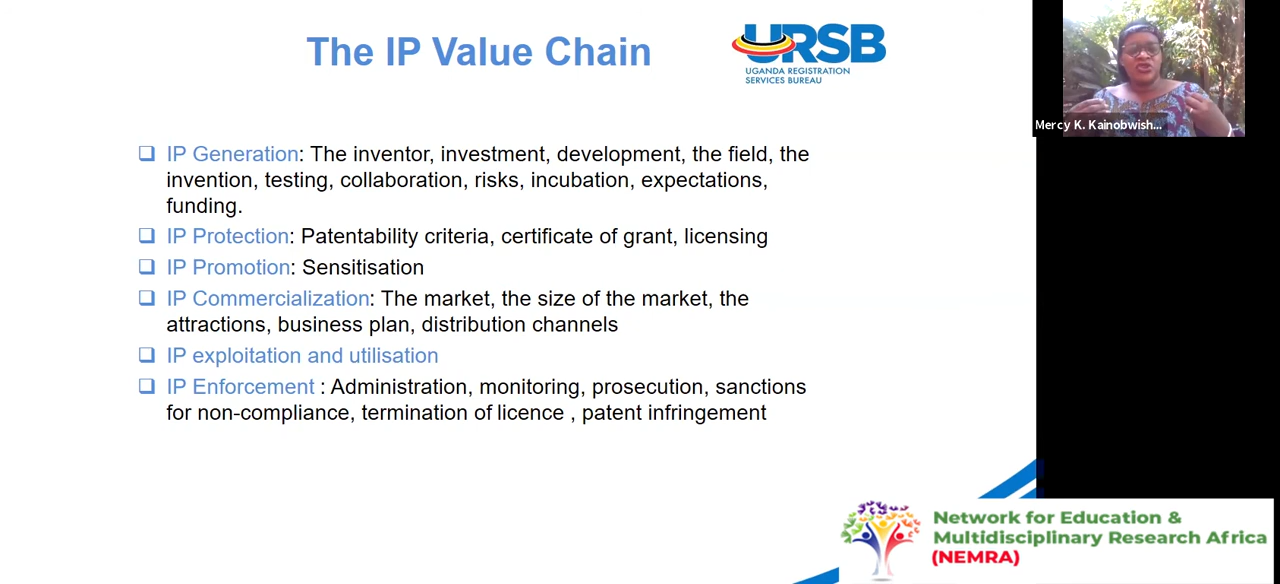 The IP Value Chain
URSB
UGANDA REGISTRATION
SERVICES BUREAU
Mercy K. Kainobwish...
❑ IP Generation: The inventor, investment, development, the field, the
invention, testing, collaboration, risks, incubation, expectations,
funding.
❑ IP Protection: Patentability criteria, certificate of grant, licensing
❑ IP Promotion: Sensitisation
❑ IP Commercialization: The market, the size of the market, the
attractions, business plan, distribution channels
❑ IP exploitation and utilisation
❑ IP Enforcement : Administration, monitoring, prosecution, sanctions
for non-compliance, termination of licence , patent infringement
Network for Education &
Multidisciplinary Research Africa
(NEMRA)